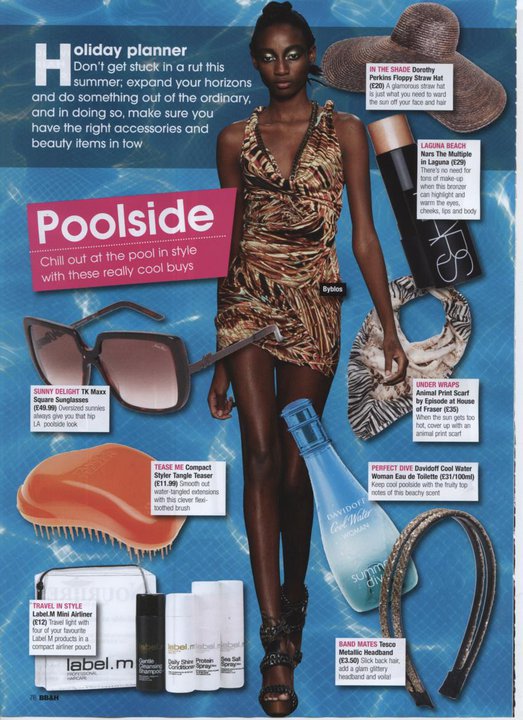 Holiday planner
Don't get stuck in a rut this
summer; expand your horizons
and do something out of the ordinary,
and in doing so, make sure you
have the right accessories and
beauty items in tow
Poolside
Chill out at the pool in style
with these really cool buys
IN THE SHADE Dorothy
Perkins Floppy Straw Hat
(£20) A glamorous straw hat
is just what you need to ward
the sun off your face and hair
LAGUNA BEACH
Nars The Multiple
in Laguna (£29)
There's no need for
tons of make-up
when this bronzer
can highlight and
warm the eyes,
cheeks, lips and body
NARS
Byblos
SUNNY DELIGHT TK Maxx
Square Sunglasses
(£49.99) Oversized sunnies
always give you that hip
LA poolside look
UNDER WRAPS
Animal Print Scarf
by Episode at House
of Fraser (£35)
When the sun gets too
hot, cover up with an
animal print scarf
TEASE ME Compact
Styler Tangle Teaser
(£11.99) Smooth out
water-tangled extensions
with this clever flexi-
toothed brush
PERFECT DIVE Davidoff Cool Water
Woman Eau de Toilette (£31/100ml)
Keep cool poolside with the fruity top
notes of this beachy scent
DAVIDOFF
Cool Water
WOMAN
summer
dive
TRAVEL IN STYLE
Label.M Mini Airliner
(£12) Travel light with
four of your favourite
Label M products in a
compact airliner pouch
label.m
PROFESSIONAL
HAIRCARE
label.m
Gentle
Cleansing
Shampoo
label.m
Daily Shine
Conditioner
label.m
Protein
Spray
label.m
Sea Salt
Spray
BAND MATES Tesco
Metallic Headband
(£3.50) Slick back hair,
add a glam glittery
headband and voila!
78 BB&H